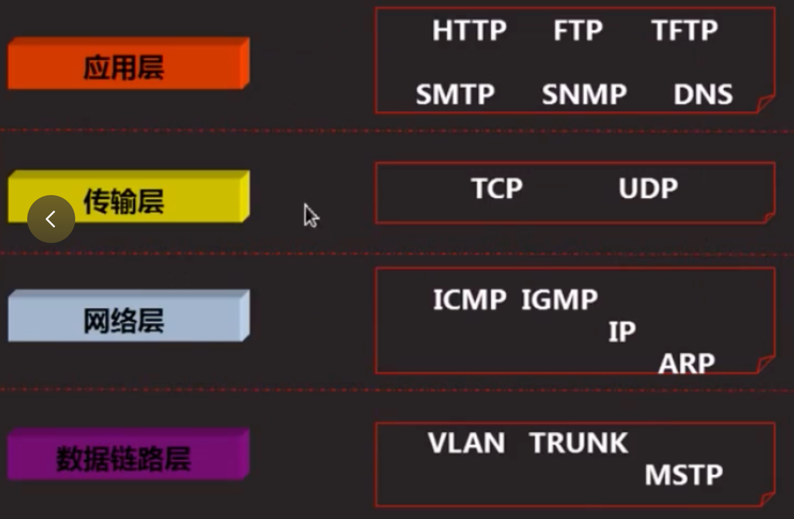 应用层
HTTP FTP TFTP
SMTP SNMP DNS
传输层
TCP UDP
网络层
ICMP IGMP
IP
ARP
数据链路层
VLAN TRUNK
MSTP